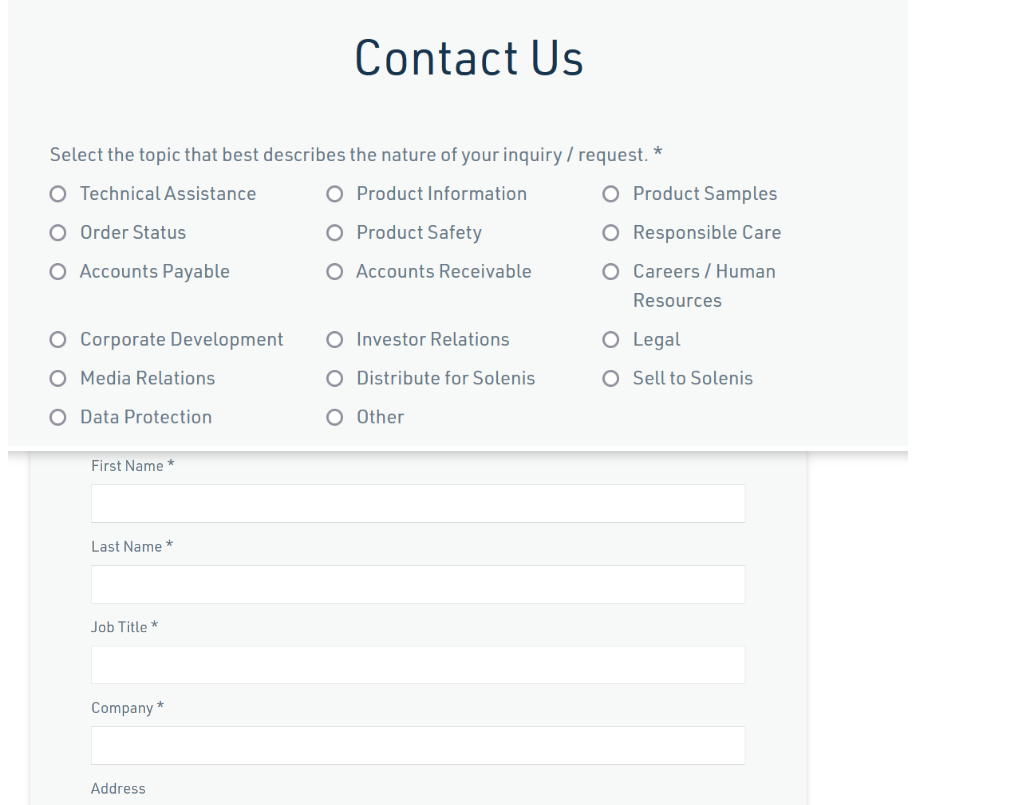 Contact Us
Select the topic that best describes the nature of your inquiry / request. *
Technical Assistance
Product Information
Product Samples
Order Status
Product Safety
Responsible Care
Accounts Payable
Accounts Receivable
Careers / Human
Resources
Corporate Development
Investor Relations
Legal
Media Relations
Distribute for Solenis
Sell to Solenis
Data Protection
Other
First Name *
Last Name *
Job Title *
Company *
Address